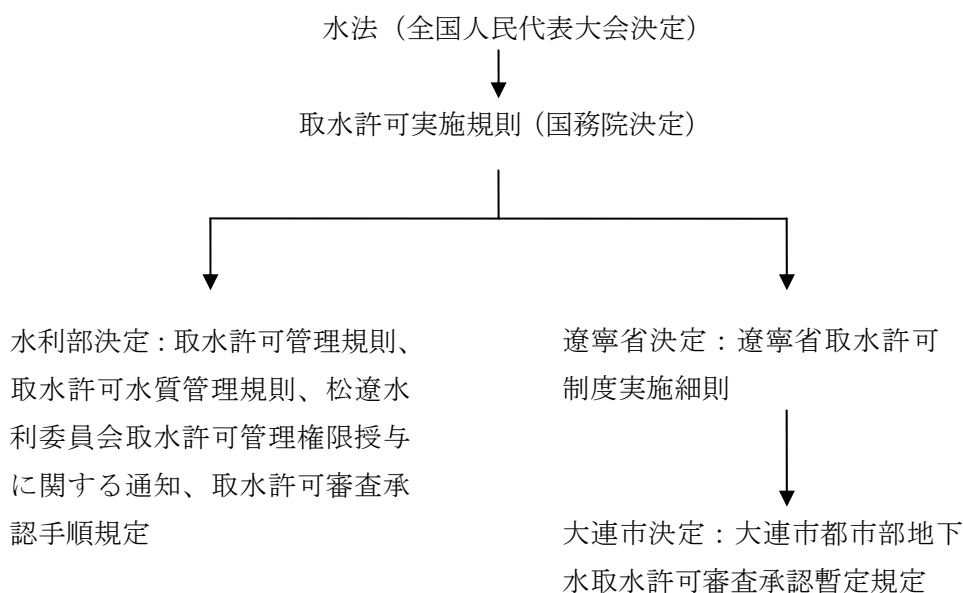 水法（全国人民代表大会決定）
取水許可実施規則（国務院決定）
水利部決定：取水許可管理規則、
取水許可水質管理規則、松遼水
利委員会取水許可管理権限授与
に関する通知、取水許可審査承
認手順規定
遼寧省決定：遼寧省取水許可
制度実施細則
大連市決定：大連市都市部地下
水取水許可審査承認暫定規定